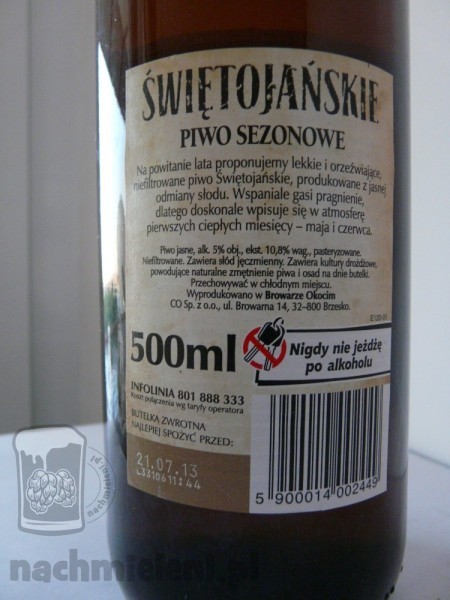 ŚWIĘTOJAŃSKIE
PIWO SEZONOWE
Na powitanie lata proponujemy lekkie i orzeźwiające,
niefiltrowane piwo Świętojańskie, produkowane z jasnej
odmiany słodu. Wspaniale gasi pragnienie,
dlatego doskonale wpisuje się w atmosferę
pierwszych ciepłych miesięcy – maja i czerwca.
Piwo jasne, alk. 5% obj., ekst. 10,8% wag., pasteryzowane.
Niefiltrowane. Zawiera słód jęczmienny. Zawiera kultury drożdżowe,
powodujące naturalne zmętnienie piwa i osad na dnie butelki.
Przechowywać w chłodnym miejscu.
Wyprodukowano w Browarze Okocim
CO Sp. z o.o., ul. Browarna 14, 32–800 Brzesko.
500ml
Nigdy nie jeżdżę
po alkoholu
INFOLINIA 801 888 333
Koszt połączenia wg taryfy operatora
BUTELKA ZWROTNA
NAJLEPIEJ SPOŻYĆ PRZED:
21.07.13
5 900014 002449
nachmieleni.pl
nachmieleni.pl